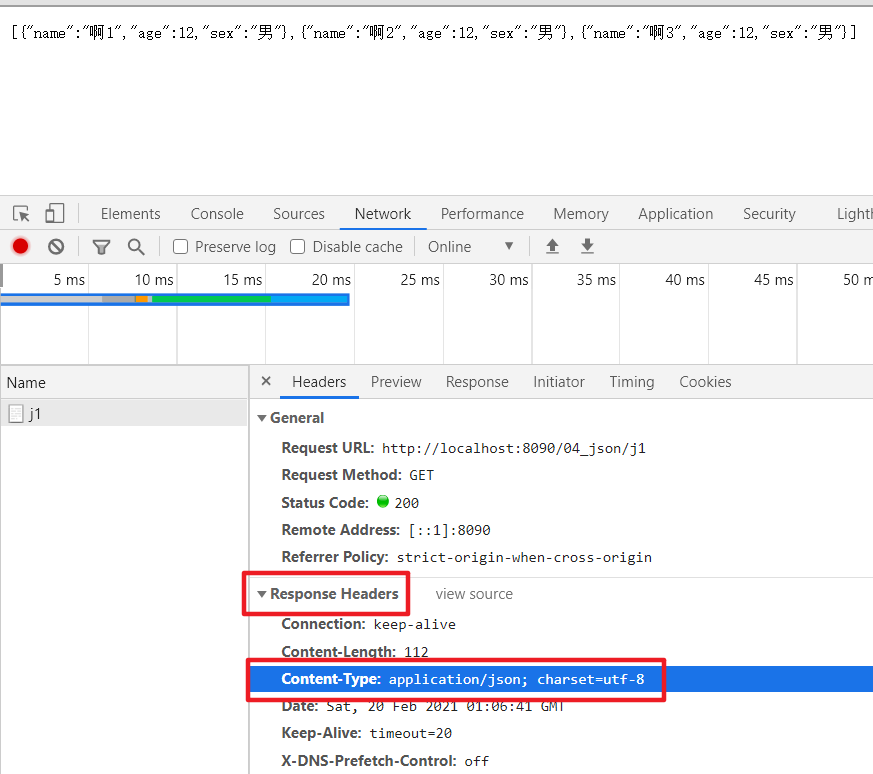 [{"name":"啊1","age":12,"sex":"男"},{"name":"啊2","age":12,"sex":"男"},{"name":"啊3","age":12,"sex":"男"}]
Elements Console Sources Network Performance Memory Application Security Lighth
Preserve log Disable cache Online
5 ms 10 ms 15 ms 20 ms 25 ms 30 ms 35 ms 40 ms 45 ms 50 m
Name
j1
× Headers Preview Response Initiator Timing Cookies
General
Request URL: http://localhost:8090/04_json/j1
Request Method: GET
Status Code: 200
Remote Address: [::1]:8090
Referrer Policy: strict-origin-when-cross-origin
Response Headers view source
Connection: keep-alive
Content-Length: 112
Content-Type: application/json; charset=utf-8
Date: Sat, 20 Feb 2021 01:06:41 GMT
Keep-Alive: timeout=20
X-DNS-Prefetch-Control: off